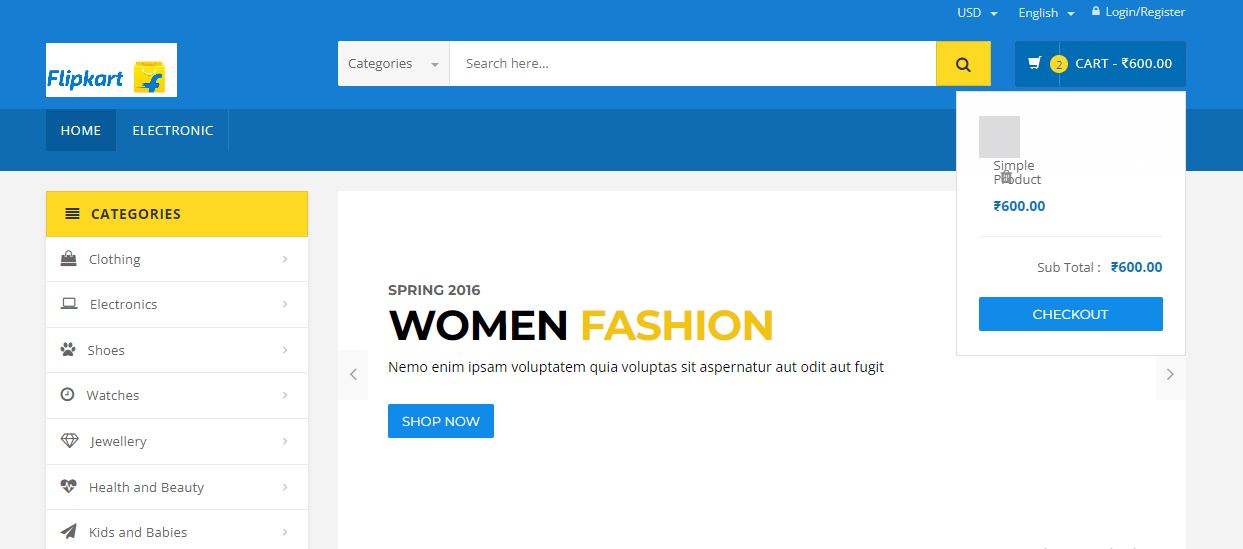 USD English Login/Register
Flipkart
Categories Search here... 2 CART - ₹600.00
HOME ELECTRONIC
Simple
Product
₹600.00
Sub Total : ₹600.00
CHECKOUT
CATEGORIES
Clothing
Electronics
Shoes
Watches
Jewellery
Health and Beauty
Kids and Babies
SPRING 2016
WOMEN FASHION
Nemo enim ipsam voluptatem quia voluptas sit aspernatur aut odit aut fugit
SHOP NOW